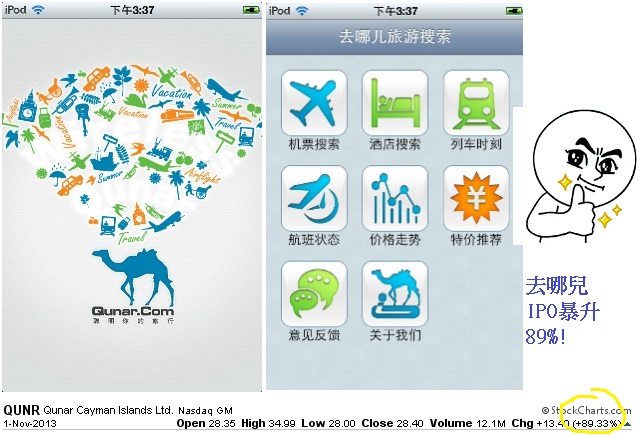 iPod 下午3:37
Airflight
Vacation
Summer
Travel
Vacation
Vacation
Summer
Airflight
Travel
Qunar.Com
聪明你的旅行
iPod 下午3:37
去哪儿旅游搜索
机票搜索 酒店搜索 列车时刻
航班状态 价格走势 特价推荐
意见反馈 关于我们
去哪兒
IPO暴升
89%!
QUNR Qunar Cayman Islands Ltd. Nasdaq GM © StockCharts.com
1-Nov-2013 Open 28.35 High 34.99 Low 28.00 Close 28.40 Volume 12.1M Chg +13.40 (+89.33%)